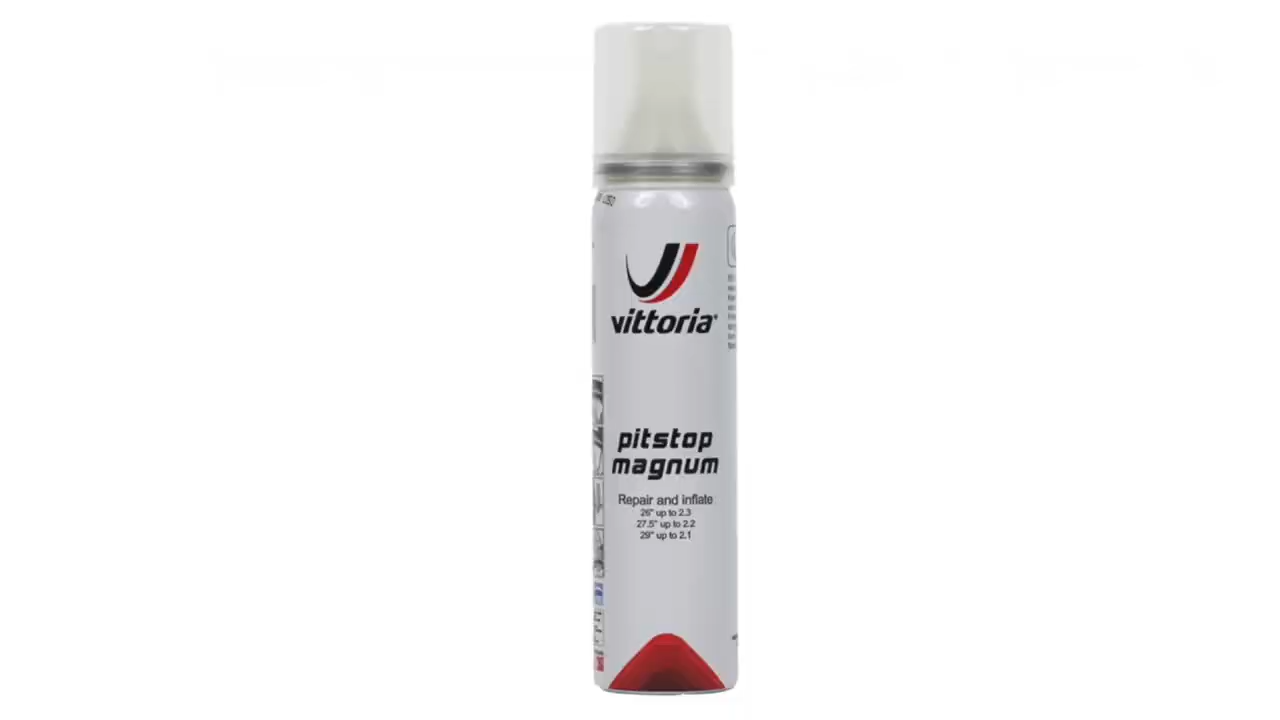 vittoria
pitstop
magnum
Repair and inflate
26" up to 2.3
27.5" up to 2.2
29" up to 2.1